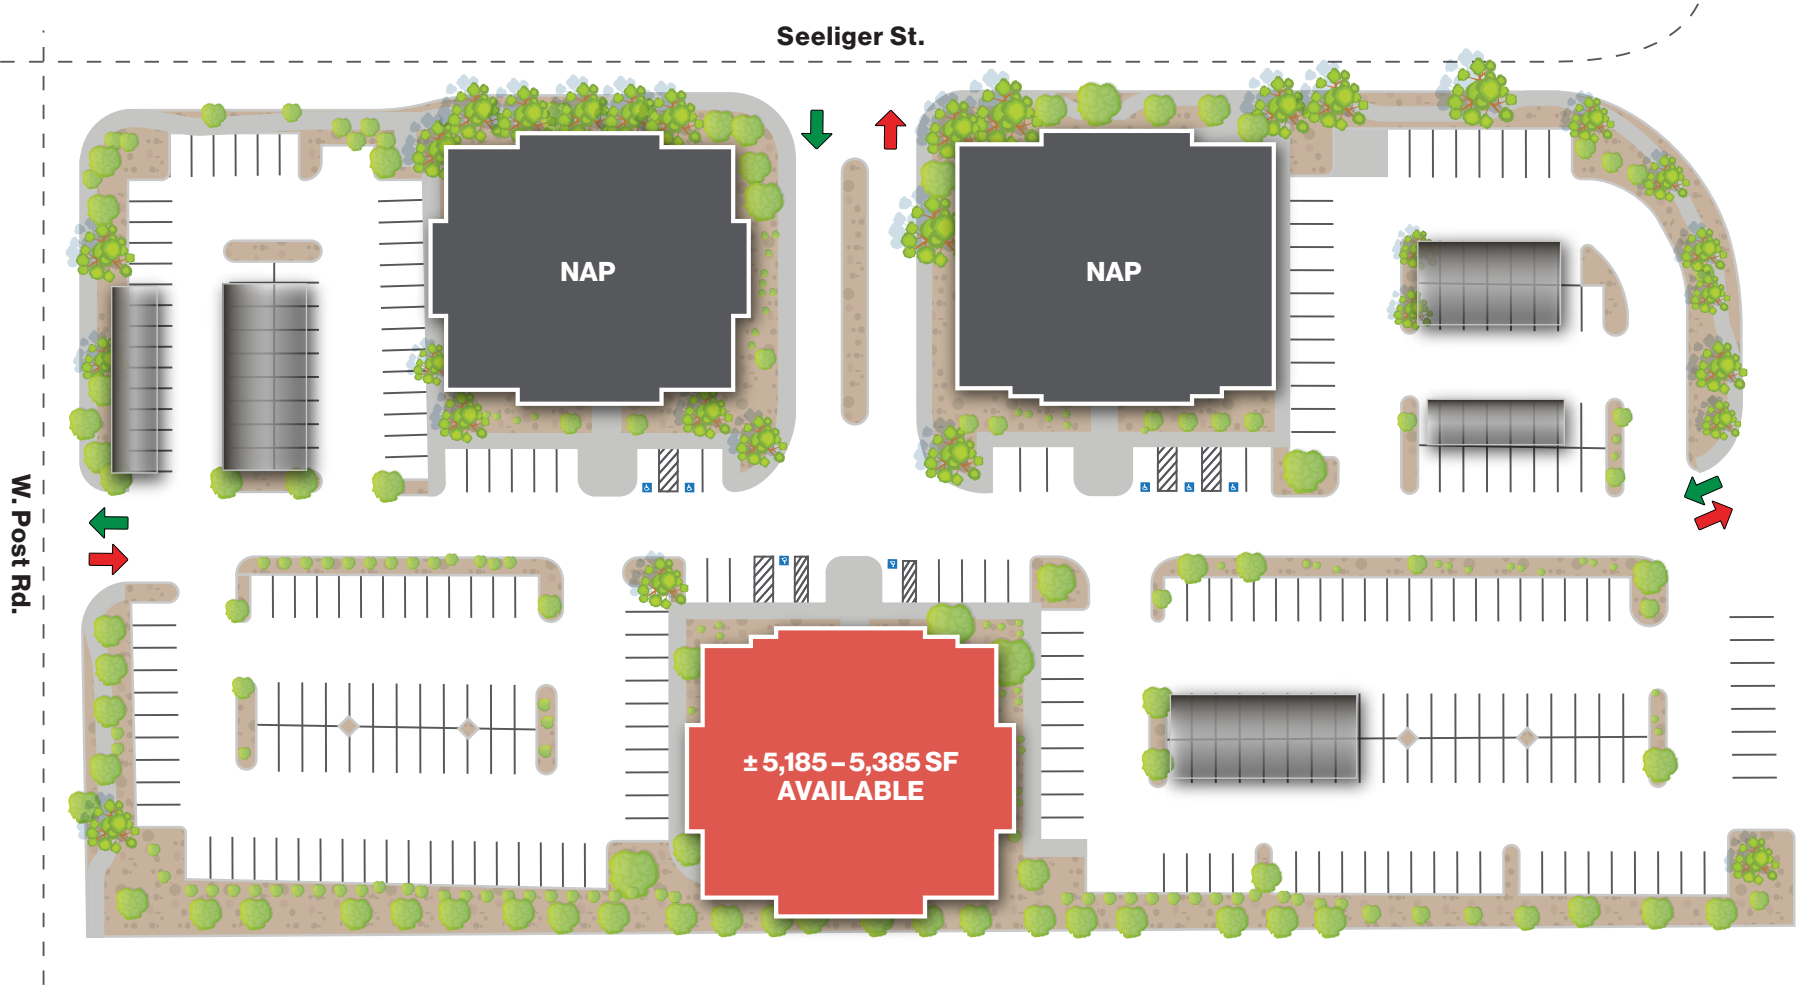 Seeliger St.
NAP
NAP
W. Post Rd.
± 5,185 – 5,385 SF
AVAILABLE